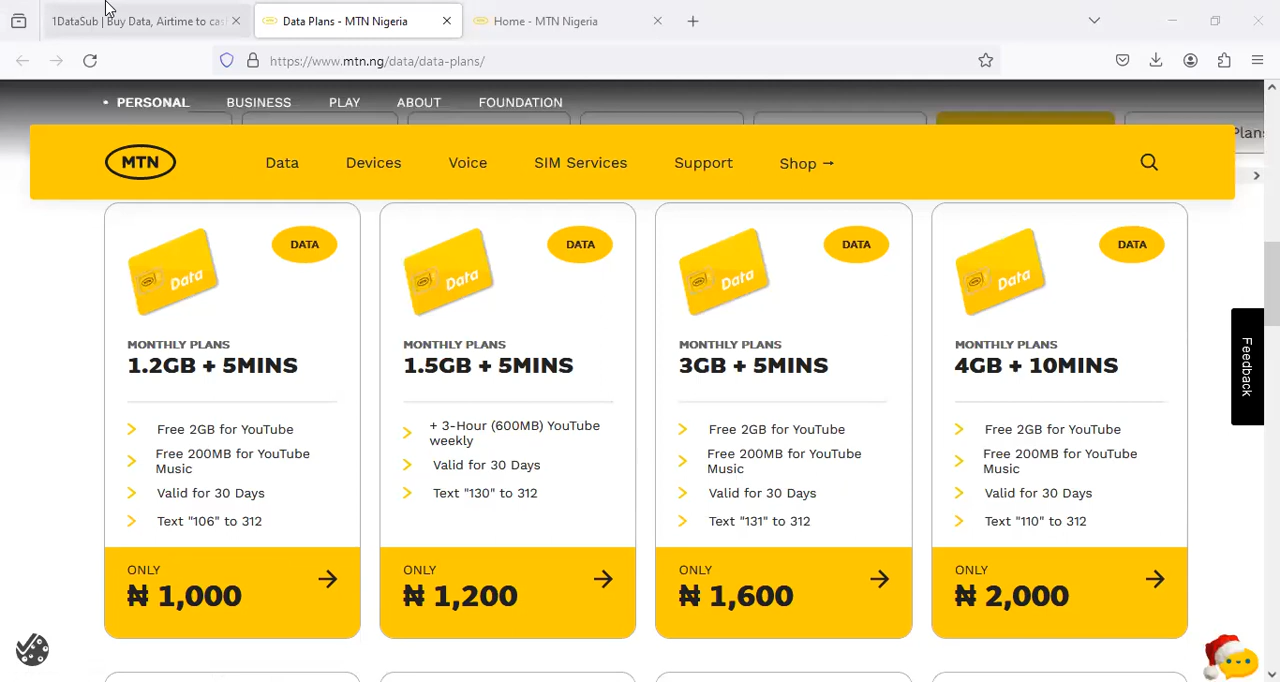 1DataSub | Buy Data, Airtime to cas
Data Plans - MTN Nigeria
Home - MTN Nigeria
https://www.mtn.ng/data/data-plans/
• PERSONAL BUSINESS PLAY ABOUT FOUNDATION
Plans
MTN Data Devices Voice SIM Services Support Shop →
DATA
Data
MONTHLY PLANS
1.2GB + 5MINS
Free 2GB for YouTube
Free 200MB for YouTube
Music
Valid for 30 Days
Text "106" to 312
ONLY
₦ 1,000
DATA
Data
MONTHLY PLANS
1.5GB + 5MINS
+ 3-Hour (600MB) YouTube
weekly
Valid for 30 Days
Text "130" to 312
ONLY
₦ 1,200
DATA
Data
MONTHLY PLANS
3GB + 5MINS
Free 2GB for YouTube
Free 200MB for YouTube
Music
Valid for 30 Days
Text "131" to 312
ONLY
₦ 1,600
DATA
Data
MONTHLY PLANS
4GB + 10MINS
Free 2GB for YouTube
Free 200MB for YouTube
Music
Valid for 30 Days
Text "110" to 312
ONLY
₦ 2,000
Feedback